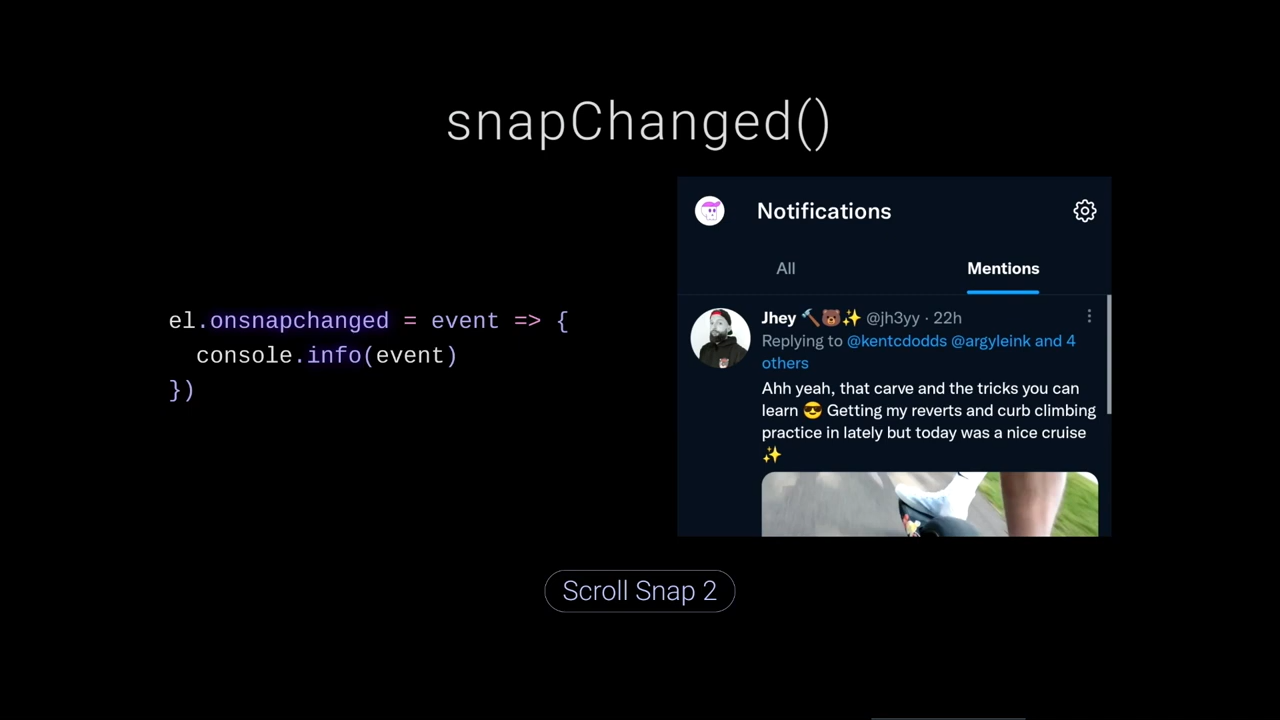 snapChanged()
el.onsnapchanged = event => {
  console.info(event)
})
Notifications
All
Mentions
Jhey 🔨🐻✨ @jh3yy · 22h
Replying to @kentcdodds @argyleink and 4
others
Ahh yeah, that carve and the tricks you can
learn 😎 Getting my reverts and curb climbing
practice in lately but today was a nice cruise
✨
Scroll Snap 2